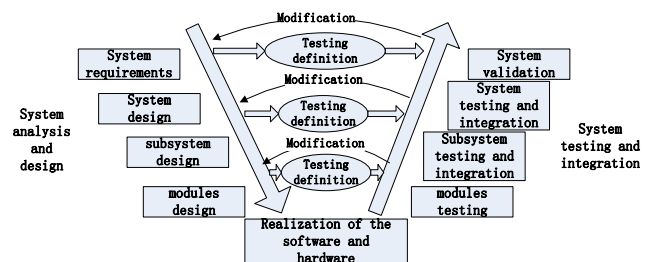 Modification
Testing
definition
System
requirements
System
validation
Modification
System
design
Testing
definition
System
testing and
integration
System
analysis
and
design
subsystem
design
Modification
Testing
definition
Subsystem
testing and
integration
System
testing and
integration
modules
design
modules
testing
Realization of the
software and
hardware